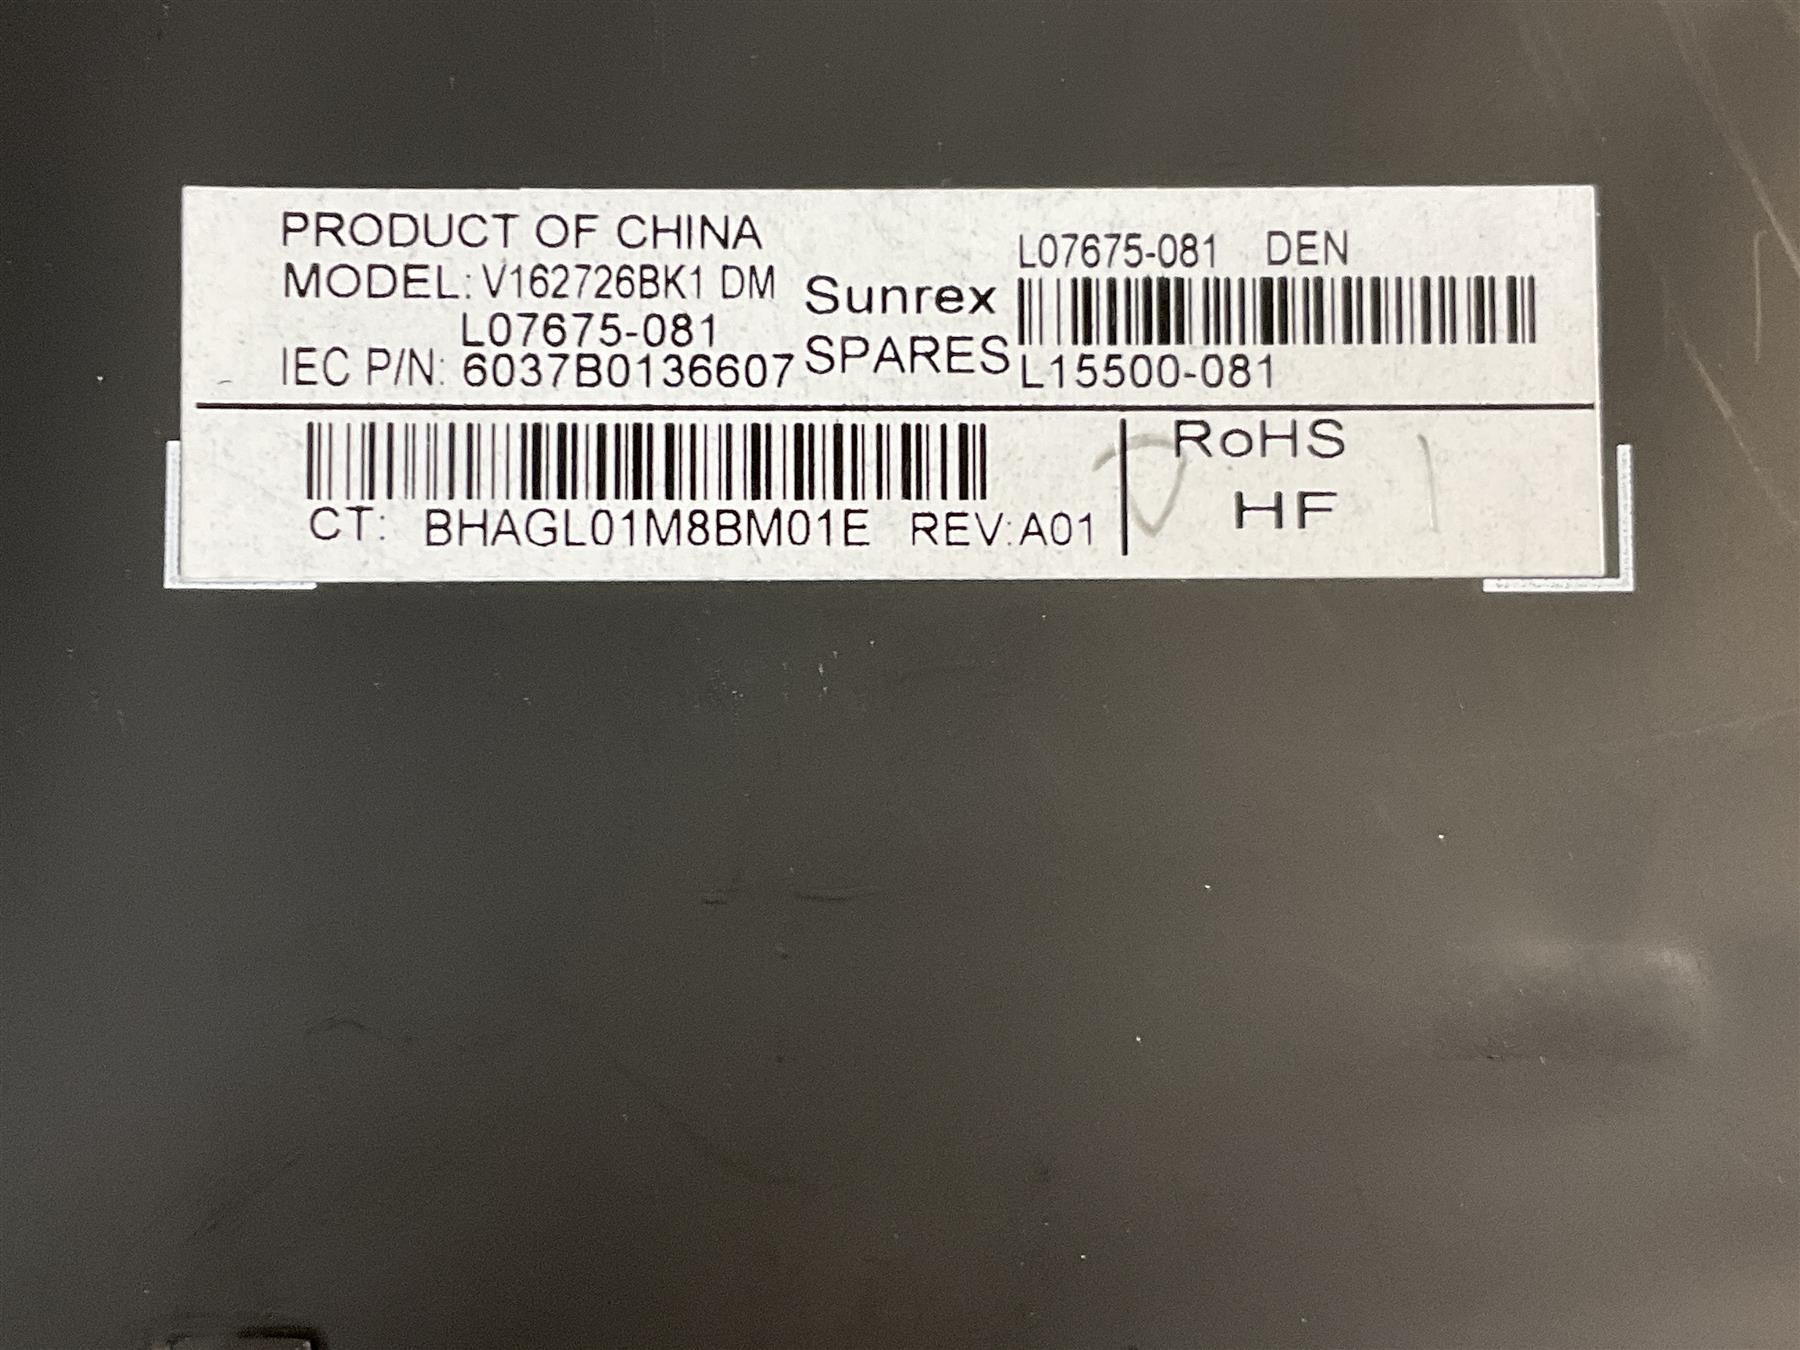 PRODUCT OF CHINA
MODEL: V162726BK1 DM
L07675-081
IEC P/N: 6037B0136607
Sunrex
SPARES
L07675-081 DEN
L15500-081
CT: BHAGL01M8BM01E REV:A01
RoHS
HF